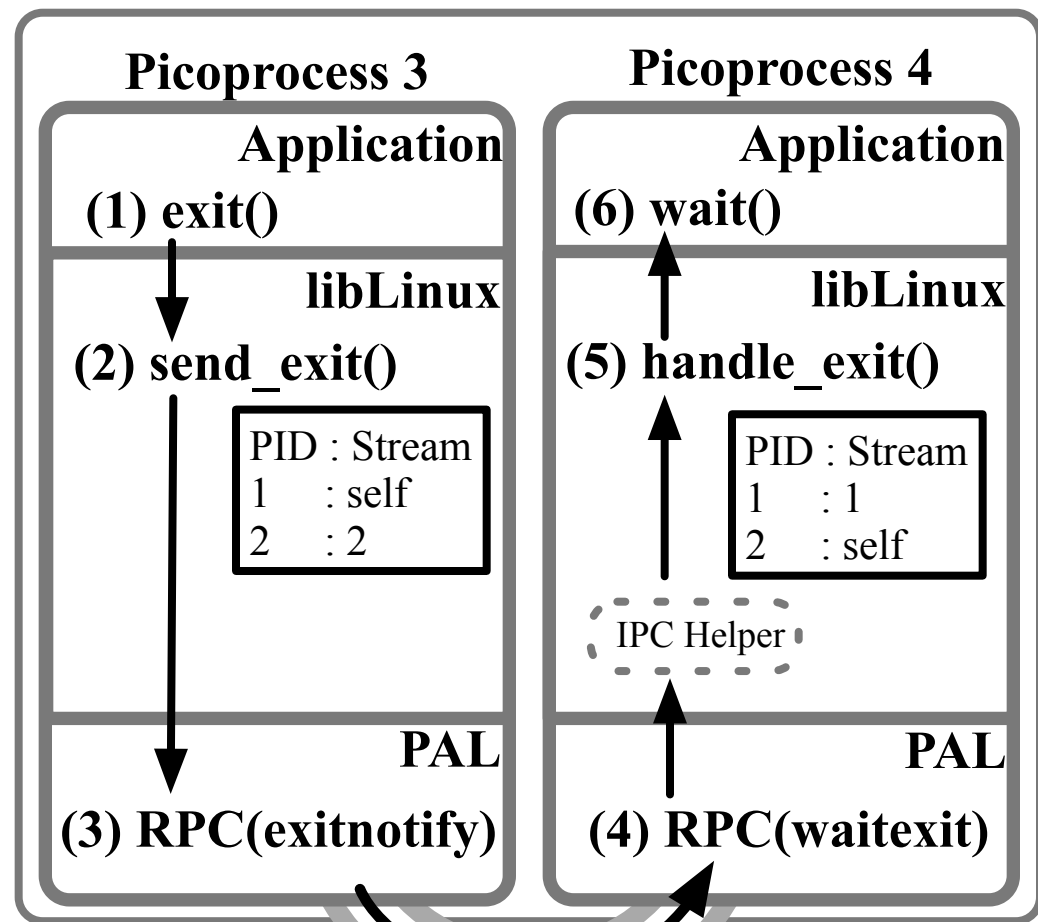 Picoprocess 3
Application
(1) exit()
libLinux
(2) send_exit()
PID : Stream
1 : self
2 : 2
PAL
(3) RPC(exitnotify)
Picoprocess 4
Application
(6) wait()
libLinux
(5) handle_exit()
PID : Stream
1 : 1
2 : self
IPC Helper
PAL
(4) RPC(waitexit)